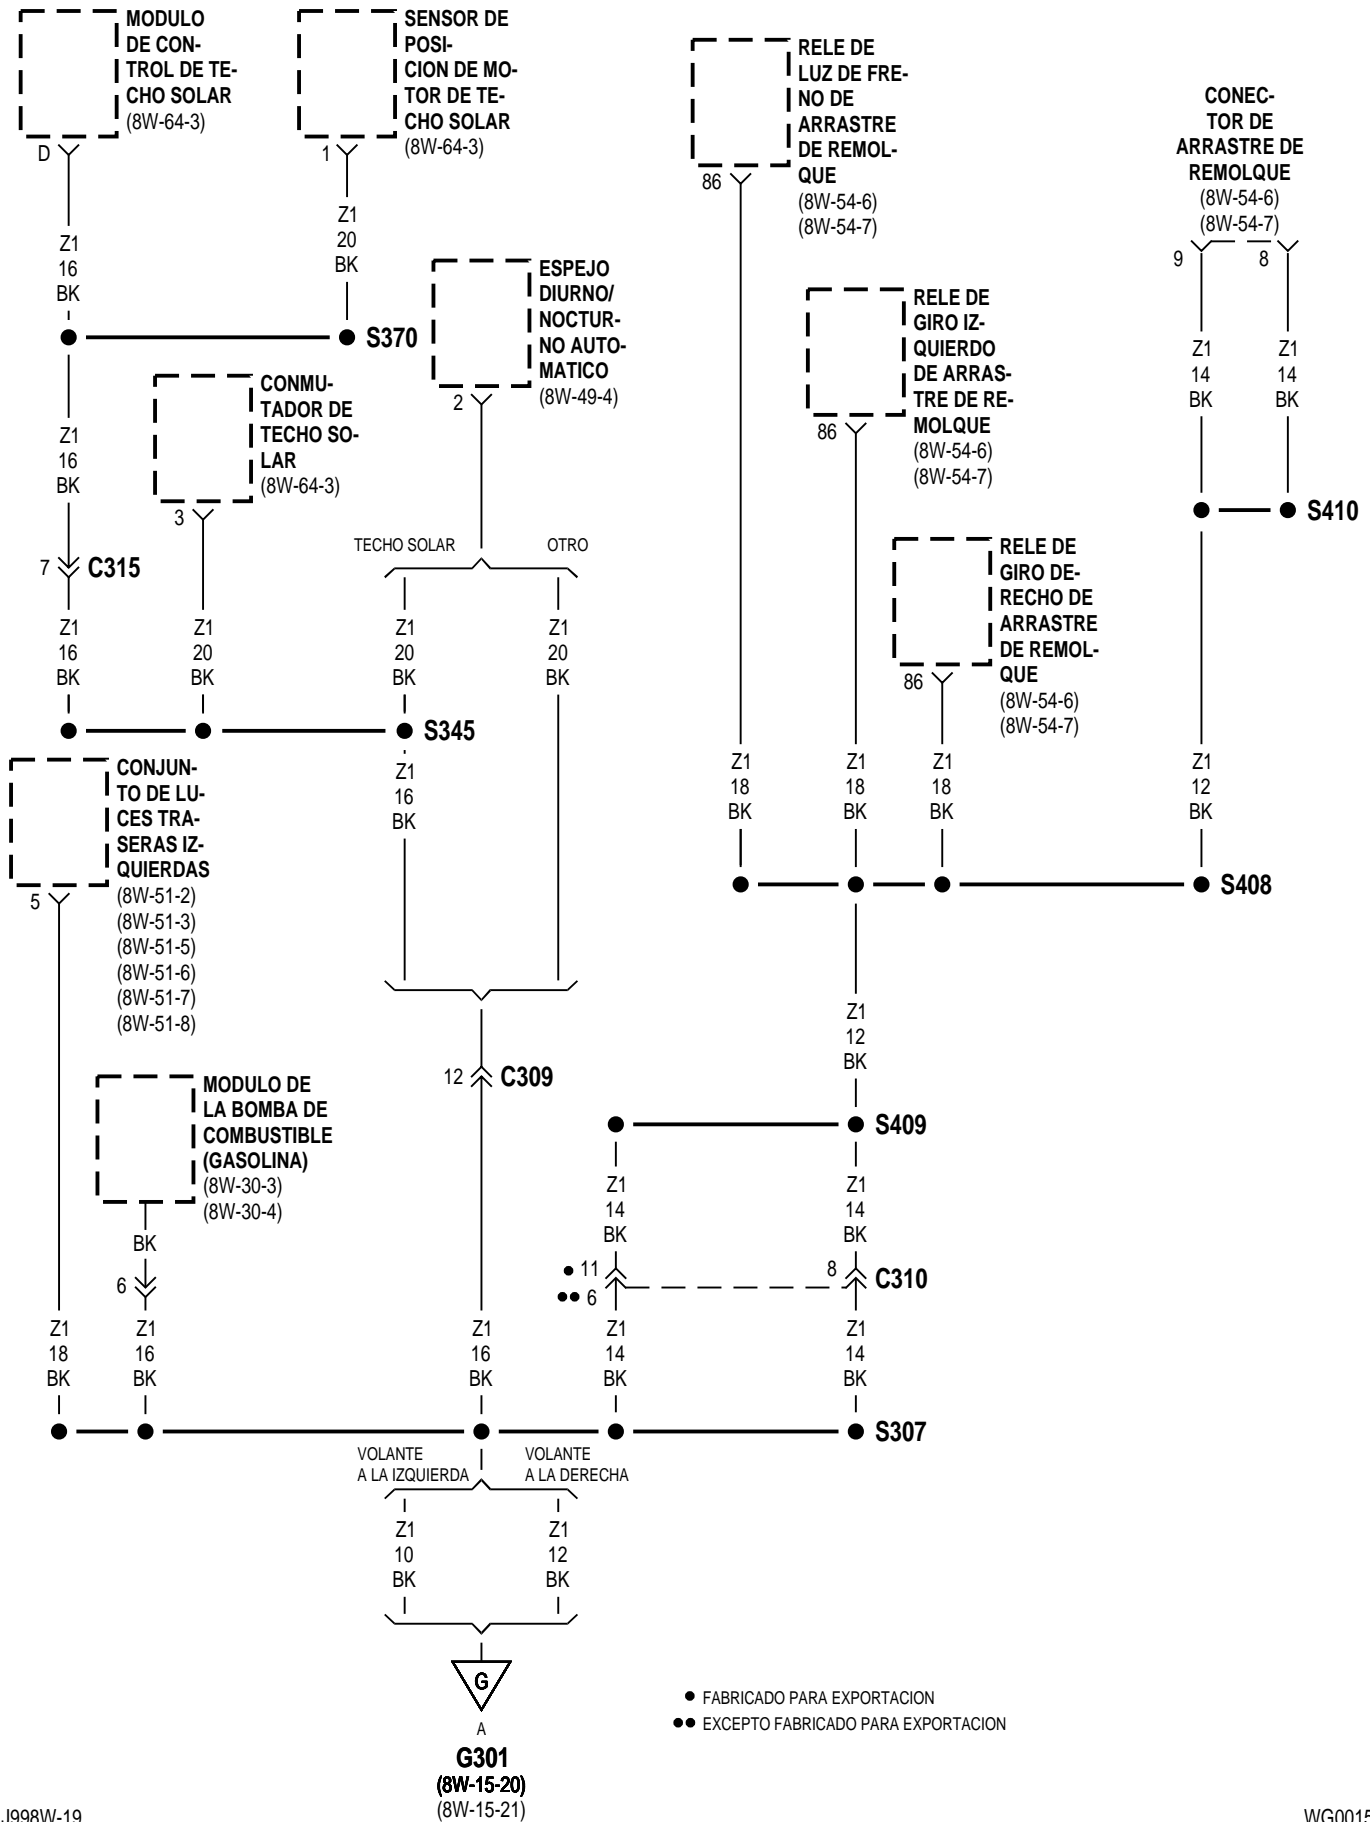 MODULO
DE CON-
TROL DE TE-
CHO SOLAR
(8W-64-3)
D
SENSOR DE
POSI-
CION DE MO-
TOR DE TE-
CHO SOLAR
(8W-64-3)
1
RELE DE
LUZ DE FRE-
NO DE
ARRASTRE
DE REMOL-
QUE
(8W-54-6)
(8W-54-7)
86
CONEC-
TOR DE
ARRASTRE DE
REMOLQUE
(8W-54-6)
(8W-54-7)
9
8
Z1
16
BK
Z1
20
BK
S370
ESPEJO
DIURNO/
NOCTUR-
NO AUTO-
MATICO
(8W-49-4)
2
RELE DE
GIRO IZ-
QUIERDO
DE ARRAS-
TRE DE RE-
MOLQUE
(8W-54-6)
(8W-54-7)
86
Z1
14
BK
Z1
14
BK
S410
CONMU-
TADOR DE
TECHO SO-
LAR
(8W-64-3)
3
Z1
16
BK
7
C315
TECHO SOLAR
OTRO
RELE DE
GIRO DE-
RECHO DE
ARRASTRE
DE REMOL-
QUE
(8W-54-6)
(8W-54-7)
86
Z1
16
BK
Z1
20
BK
Z1
20
BK
Z1
20
BK
S345
Z1
16
BK
Z1
18
BK
Z1
18
BK
Z1
18
BK
Z1
12
BK
S408
CONJUN-
TO DE LU-
CES TRA-
SERAS IZ-
QUIERDAS
(8W-51-2)
(8W-51-3)
(8W-51-5)
(8W-51-6)
(8W-51-7)
(8W-51-8)
5
Z1
12
BK
MODULO DE
LA BOMBA DE
COMBUSTIBLE
(GASOLINA)
(8W-30-3)
(8W-30-4)
BK
6
12
C309
S409
Z1
14
BK
Z1
14
BK
● 11
●● 6
8
C310
Z1
18
BK
Z1
16
BK
Z1
16
BK
Z1
14
BK
Z1
14
BK
S307
VOLANTE
A LA IZQUIERDA
VOLANTE
A LA DERECHA
Z1
10
BK
Z1
12
BK
G
A
G301
(8W-15-20)
(8W-15-21)
● FABRICADO PARA EXPORTACION
●● EXCEPTO FABRICADO PARA EXPORTACION
J998W-19
WG0015